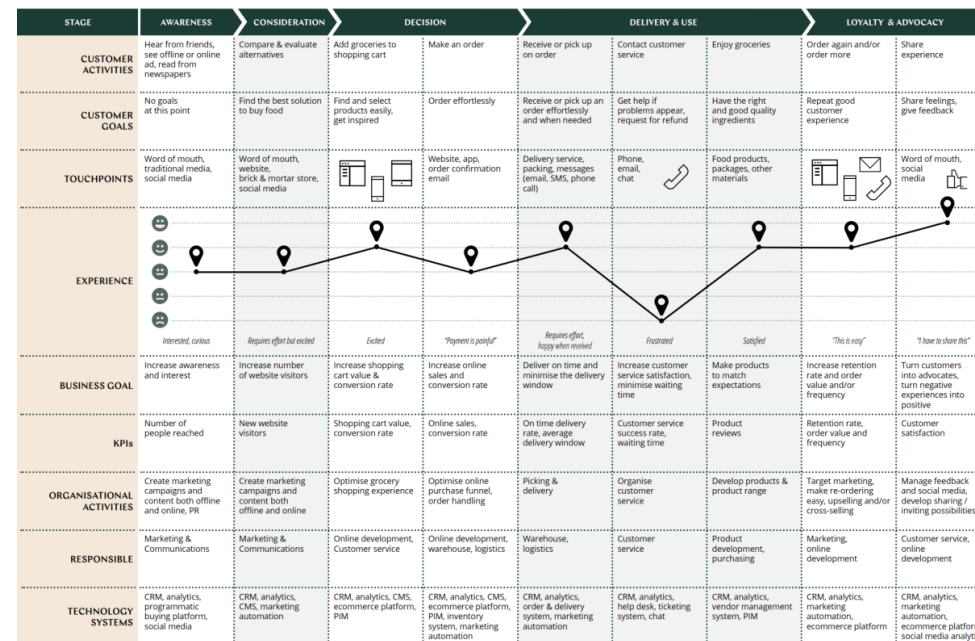 STAGE
AWARENESS
CONSIDERATION
DECISION
DELIVERY & USE
LOYALTY & ADVOCACY
CUSTOMER
ACTIVITIES
Hear from friends,
see offline or online
ad, read from
newspapers
Compare & evaluate
alternatives
Add groceries to
shopping cart
Make an order
Receive or pick up
on order
Contact customer
service
Enjoy groceries
Order again and/or
order more
Share
experience
CUSTOMER
GOALS
No goals
at this point
Find the best solution
to buy food
Find and select
products easily,
get inspired
Order effortlessly
Receive or pick up an
order effortlessly
and when needed
Get help if
problems appear,
request for refund
Have the right
and good quality
ingredients
Repeat good
customer
experience
Share feelings,
give feedback
TOUCHPOINTS
Word of mouth,
traditional media,
social media
Word of mouth,
website,
brick & mortar store,
social media
Website, app,
order confirmation
email
Delivery service,
packing, messages
(email, SMS, phone
call)
Phone,
email,
chat
Food products,
packages, other
materials
Word of mouth,
social
media
EXPERIENCE
Interested, curious
Requires effort but excited
Excited
"Payment is painful"
Requires effort,
happy when received
Frustrated
Satisfied
"This is easy"
"I have to share this"
BUSINESS GOAL
Increase awareness
and interest
Increase number
of website visitors
Increase shopping
cart value &
conversion rate
Increase online
sales and
conversion rate
Deliver on time and
minimise the delivery
window
Increase customer
service satisfaction,
minimise waiting
time
Make products
to match
expectations
Increase retention
rate and order
value and/or
frequency
Turn customers
into advocates,
turn negative
experiences into
positive
KPIs
Number of
people reached
New website
visitors
Shopping cart value,
conversion rate
Online sales,
conversion rate
On time delivery
rate, average
delivery window
Customer service
success rate,
waiting time
Product
reviews
Retention rate,
order value and
frequency
Customer
satisfaction
ORGANISATIONAL
ACTIVITIES
Create marketing
campaigns and
content both offline
and online, PR
Create marketing
campaigns and
content both
offline and online
Optimise grocery
shopping experience
Optimise online
purchase funnel,
order handling
Picking &
delivery
Organise
customer
service
Develop products &
product range
Target marketing,
make re-ordering
easy, upselling and/or
cross-selling
Manage feedback
and social media,
develop sharing /
inviting possibilities
RESPONSIBLE
Marketing &
Communications
Marketing &
Communications
Online development,
Customer service
Online development,
warehouse, logistics
Warehouse,
logistics
Customer
service
Product
development,
purchasing
Marketing,
online
development
Customer service,
online
development
TECHNOLOGY
SYSTEMS
CRM, analytics,
programmatic
buying platform,
social media
CRM, analytics,
CMS, marketing
automation
CRM, analytics, CMS,
ecommerce platform,
PIM
CRM, analytics, CMS,
ecommerce platform,
PIM, inventory
system, marketing
automation
CRM, analytics,
order & delivery
system, marketing
automation
CRM, analytics,
help desk, ticketing
system, chat
CRM, analytics,
vendor management
system, PIM
CRM, analytics,
marketing
automation,
ecommerce platform
CRM, analytics,
marketing
automation,
ecommerce platform
social media analyt